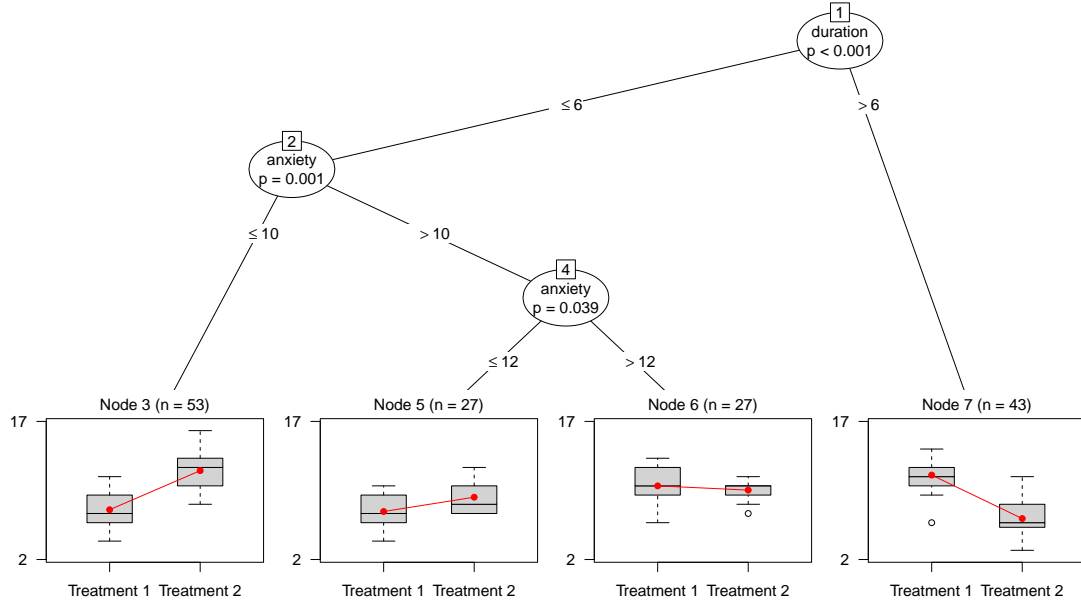 1
duration
p < 0.001
≤ 6
> 6
2
anxiety
p = 0.001
≤ 10
> 10
4
anxiety
p = 0.039
≤ 12
> 12
Node 3 (n = 53)
17
2
Treatment 1 Treatment 2
Node 5 (n = 27)
17
2
Treatment 1 Treatment 2
Node 6 (n = 27)
17
2
Treatment 1 Treatment 2
Node 7 (n = 43)
17
2
Treatment 1 Treatment 2